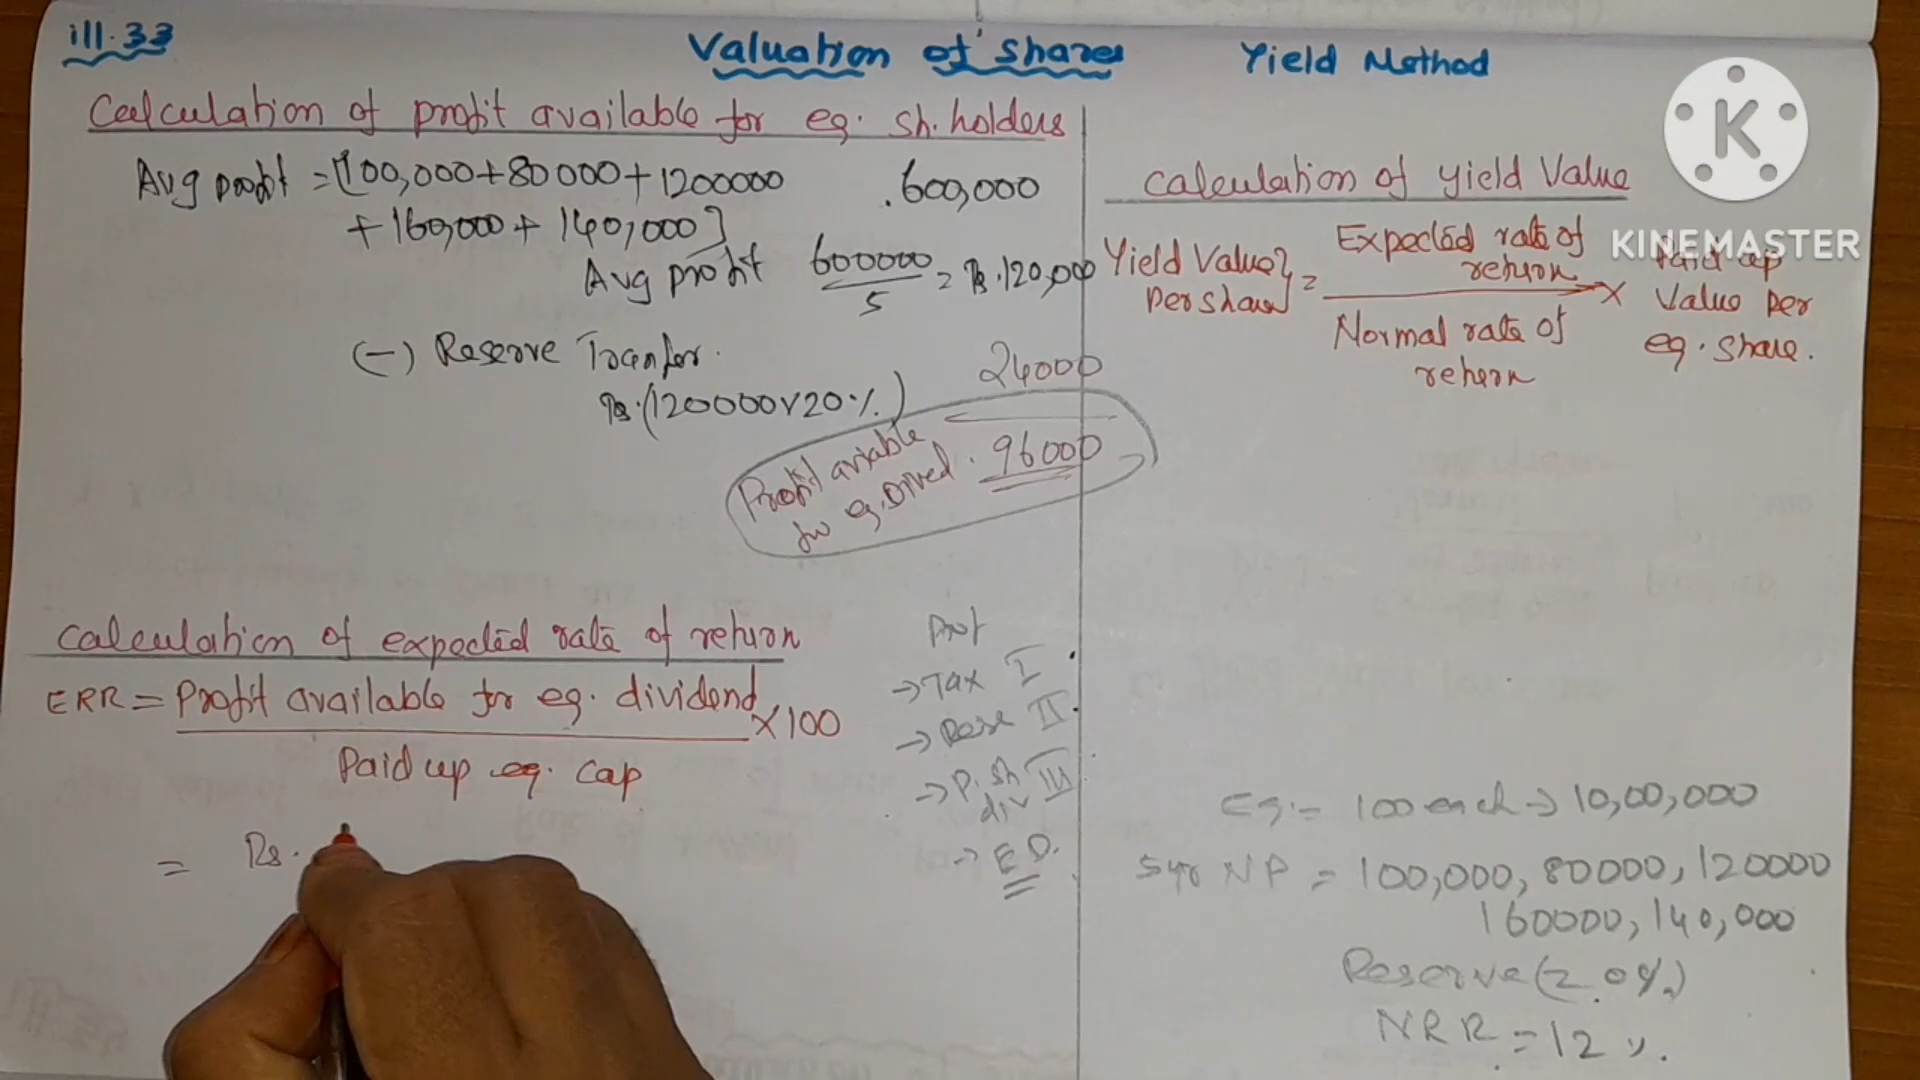 ill.33
Valuation of shares
Yield Method
Calculation of profit available for eq. sh. holders
Avg profit = [100,000+80000+1200000
+160,000+ 140,000]
.600,000
Avg profit 600000
5
= Rs.120,000
(-) Reserve Transfer.
Rs.(120000×20%)
24000
Profit avaiable
for eq. Dived. 96000
Calculation of expected rate of return
ERR = Profit available for eq. dividend ×100
Paid up eq. cap
= Rs.
→ Tax I
→ Rese II
→ P. sh III
div
→ E D.
K
KINEMASTER
Calculation of yield Value
Yield Value} = Expected rate of
return × Paid up
Per share
Value per
Normal rate of
return
eq. share.
Eq:- 100 each → 10,00,000
5yr NP = 100,000, 80000, 120000
160000, 140,000
Reserve (20%)
NRR = 12%.